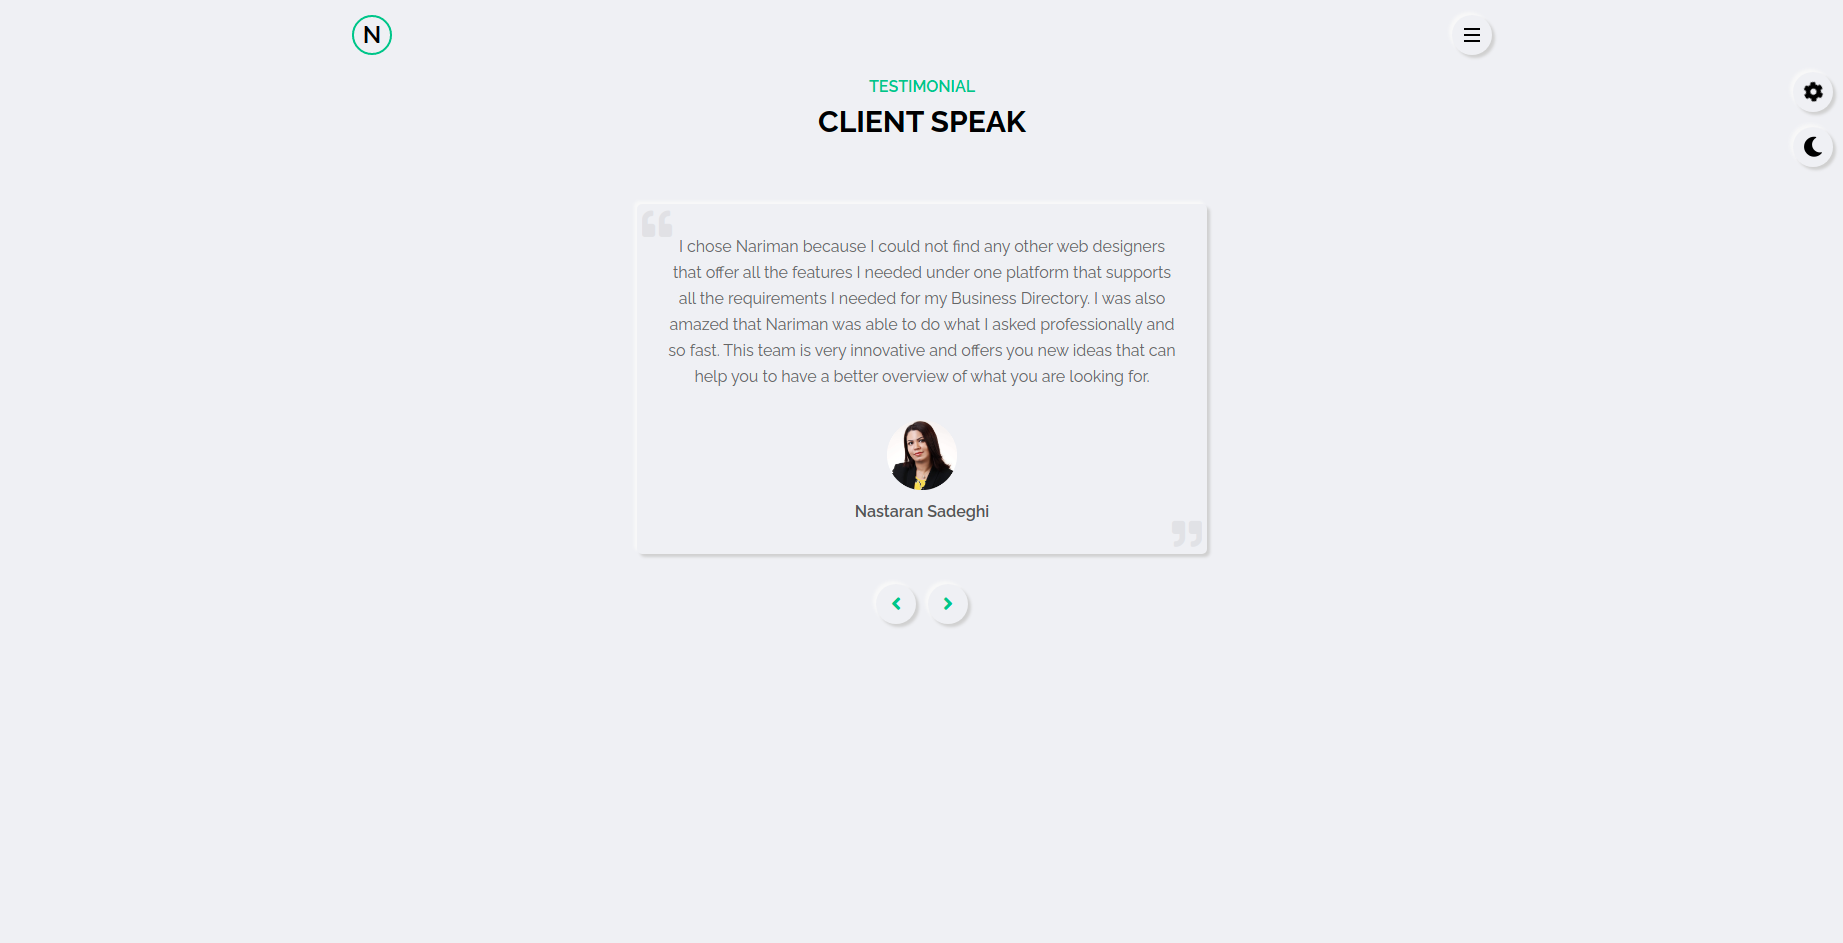 N
TESTIMONIAL
CLIENT SPEAK
I chose Nariman because I could not find any other web designers
that offer all the features I needed under one platform that supports
all the requirements I needed for my Business Directory. I was also
amazed that Nariman was able to do what I asked professionally and
so fast. This team is very innovative and offers you new ideas that can
help you to have a better overview of what you are looking for.
Nastaran Sadeghi